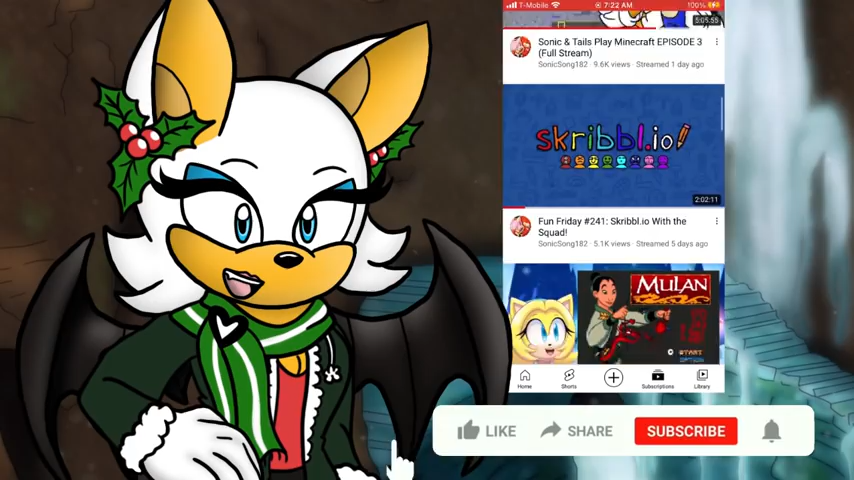 T-Mobile 7:22 AM 100%
5:05:55
Sonic & Tails Play Minecraft EPISODE 3
(Full Stream)
SonicSong182 · 9.6K views · Streamed 1 day ago
skribbl.io
2:02:11
Fun Friday #241: Skribbl.io With the
Squad!
SonicSong182 · 5.1K views · Streamed 5 days ago
MULAN
START
OPTION
Home Shorts Subscriptions Library
LIKE SHARE SUBSCRIBE